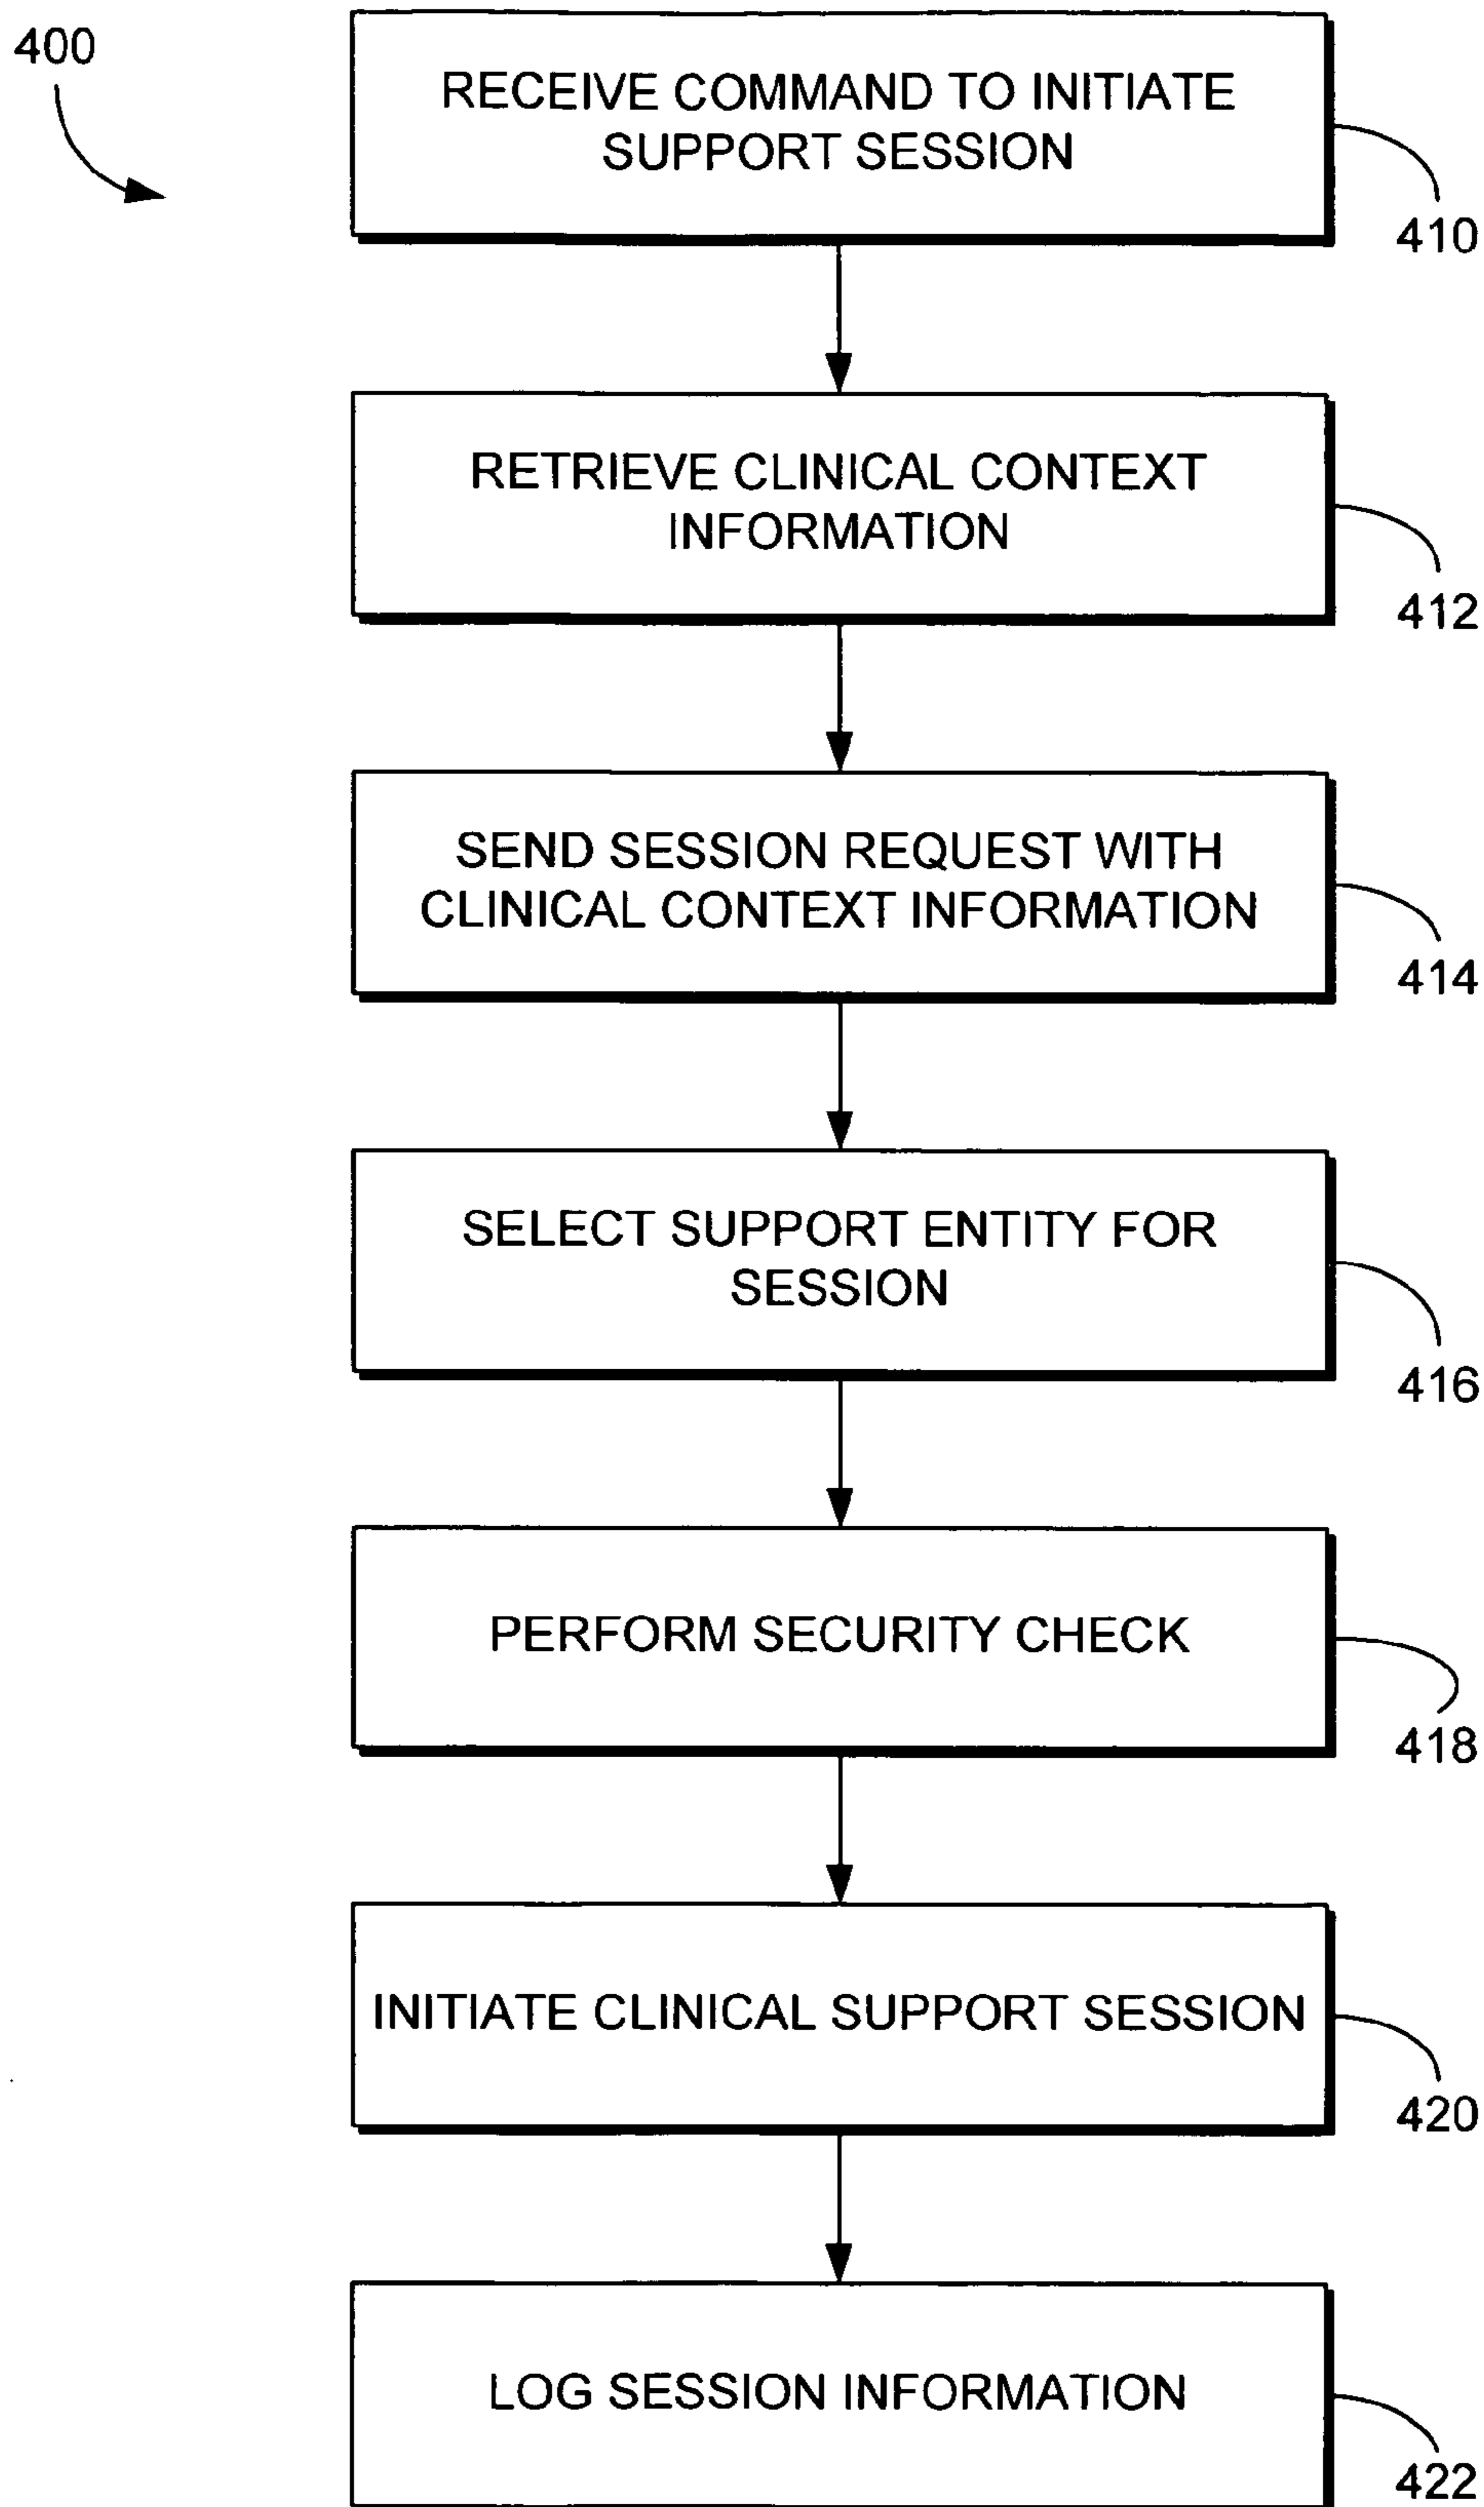 400
RECEIVE COMMAND TO INITIATE
SUPPORT SESSION
410
RETRIEVE CLINICAL CONTEXT
INFORMATION
412
SEND SESSION REQUEST WITH
CLINICAL CONTEXT INFORMATION
414
SELECT SUPPORT ENTITY FOR
SESSION
416
PERFORM SECURITY CHECK
418
INITIATE CLINICAL SUPPORT SESSION
420
LOG SESSION INFORMATION
422